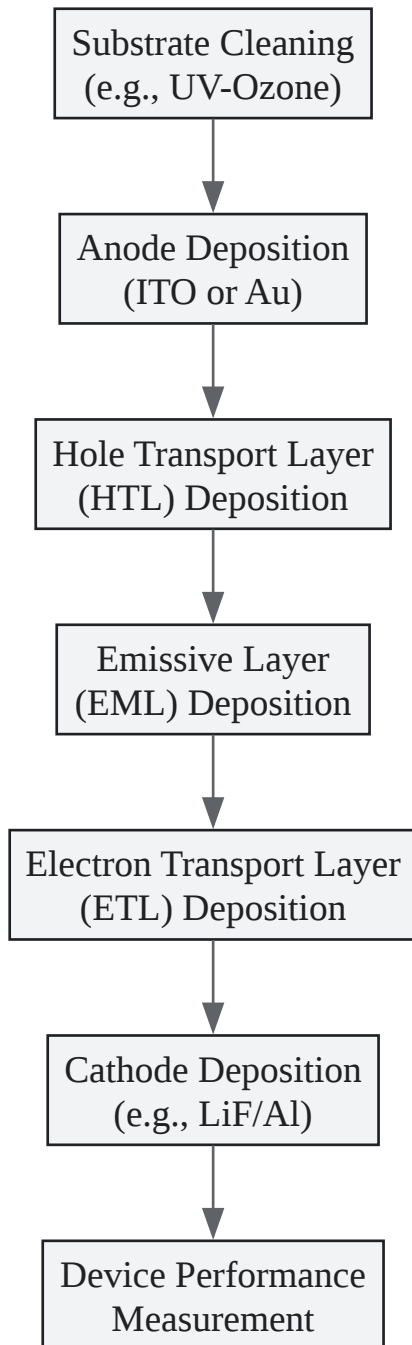 Substrate Cleaning
(e.g., UV-Ozone)
Anode Deposition
(ITO or Au)
Hole Transport Layer
(HTL) Deposition
Emissive Layer
(EML) Deposition
Electron Transport Layer
(ETL) Deposition
Cathode Deposition
(e.g., LiF/Al)
Device Performance
Measurement